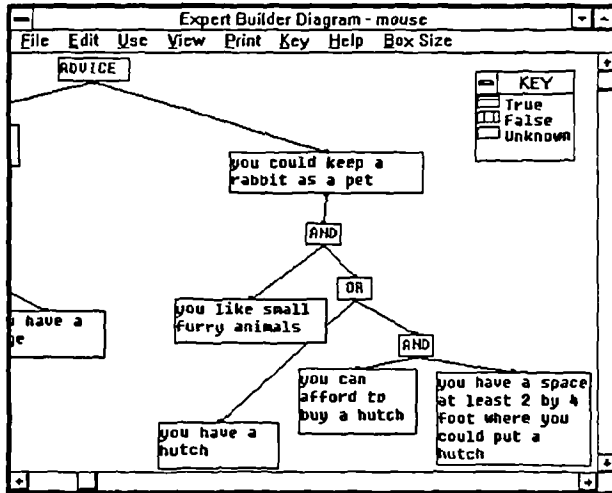 Expert Builder Diagram - mouse
File Edit Use View Print Key Help Box Size
ADVICE
KEY
True
False
Unknown
you could keep a
rabbit as a pet
AND
OR
you like small
furry animals
have a
ge
AND
you can
afford to
buy a hutch
you have a space
at least 2 by 4
foot where you
could put a
hutch
you have a
hutch